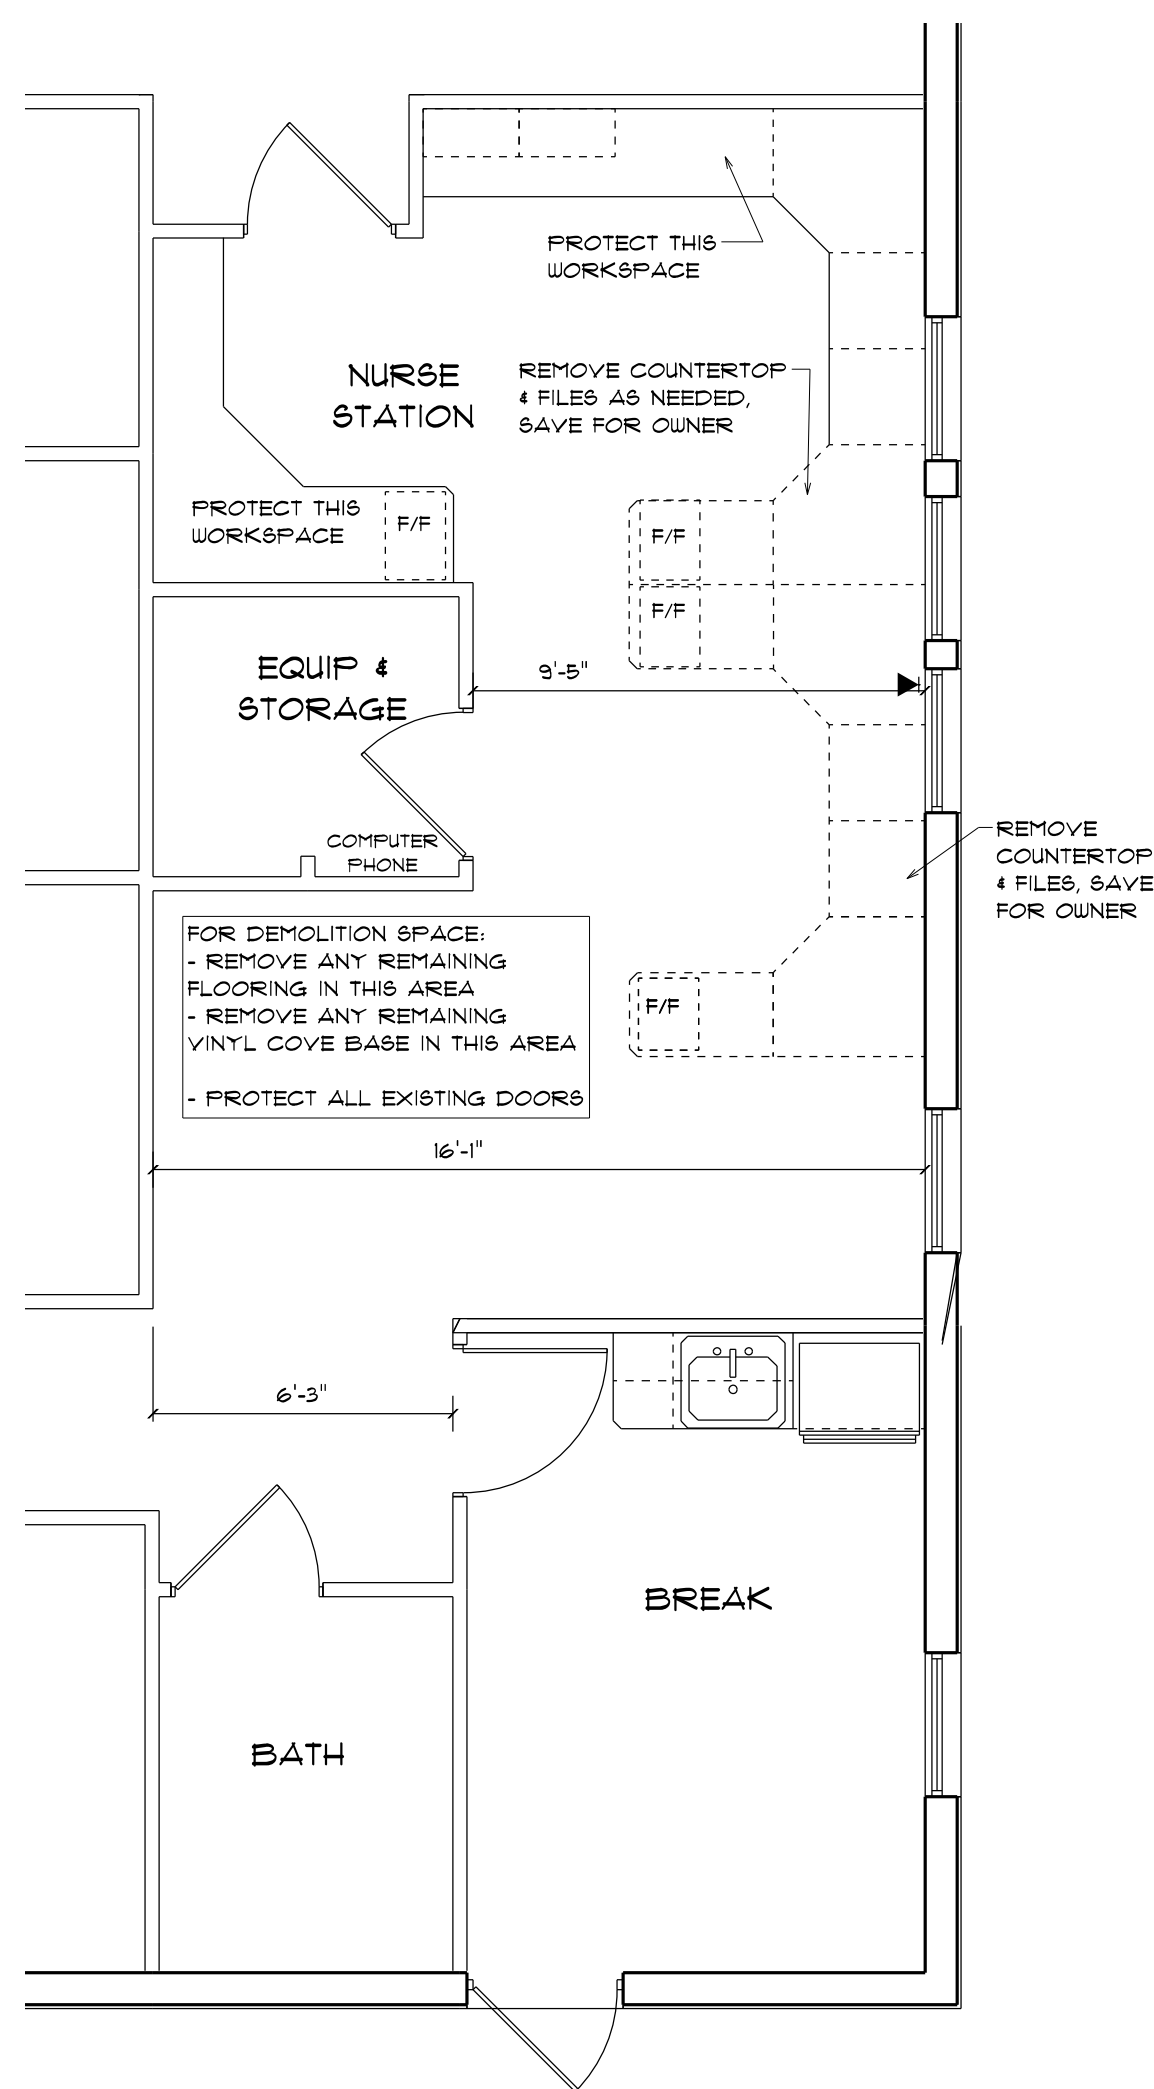 PROTECT THIS
WORKSPACE
NURSE
STATION
REMOVE COUNTERTOP
& FILES AS NEEDED,
SAVE FOR OWNER
PROTECT THIS
WORKSPACE
F/F
F/F
F/F
EQUIP &
STORAGE
9'-5"
COMPUTER
PHONE
REMOVE
COUNTERTOP
& FILES, SAVE
FOR OWNER
FOR DEMOLITION SPACE:
- REMOVE ANY REMAINING
FLOORING IN THIS AREA
- REMOVE ANY REMAINING
VINYL COVE BASE IN THIS AREA
- PROTECT ALL EXISTING DOORS
F/F
16'-1"
6'-3"
BREAK
BATH